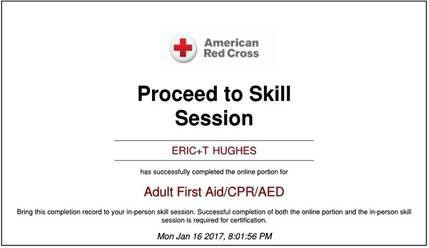 American
Red Cross
Proceed to Skill
Session
ERIC+T HUGHES
has successfully completed the online portion for
Adult First Aid/CPR/AED
Bring this completion record to your in-person skill session. Successful completion of both the online portion and the in-person skill
session is required for certification.
Mon Jan 16 2017, 8:01:56 PM